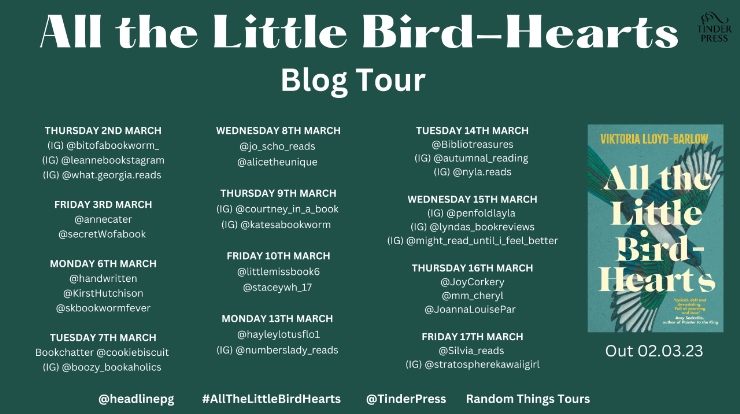 All the Little Bird-Hearts
TINDER
PRESS
Blog Tour
THURSDAY 2ND MARCH
(IG) @bitofabookworm_
(IG) @leannebookstagram
(IG) @what.georgia.reads
FRIDAY 3RD MARCH
@annecater
@secretWofabook
MONDAY 6TH MARCH
@handwritten
@KirstHutchison
@skbookwormfever
TUESDAY 7TH MARCH
Bookchatter @cookiebiscuit
(IG) @boozy_bookaholics
WEDNESDAY 8TH MARCH
@jo_scho_reads
@alicetheunique
THURSDAY 9TH MARCH
(IG) @courtney_in_a_book
(IG) @katesabookworm
FRIDAY 10TH MARCH
@littlemissbook6
@staceywh_17
MONDAY 13TH MARCH
@hayleylotusflo1
(IG) @numberslady_reads
TUESDAY 14TH MARCH
@Bibliotreasures
(IG) @autumnal_reading
(IG) @nyla.reads
WEDNESDAY 15TH MARCH
(IG) @penfoldlayla
(IG) @lyndas_bookreviews
(IG) @might_read_until_i_feel_better
THURSDAY 16TH MARCH
@JoyCorkery
@mm_cheryl
@JoannaLouisePar
FRIDAY 17TH MARCH
@Silvia_reads
(IG) @stratospherekawaiigirl
VIKTORIA LLOYD-BARLOW
All the
Little
Bird-
Hearts
Out 02.03.23
@headlinepg
#AllTheLittleBirdHearts
@TinderPress
Random Things Tours